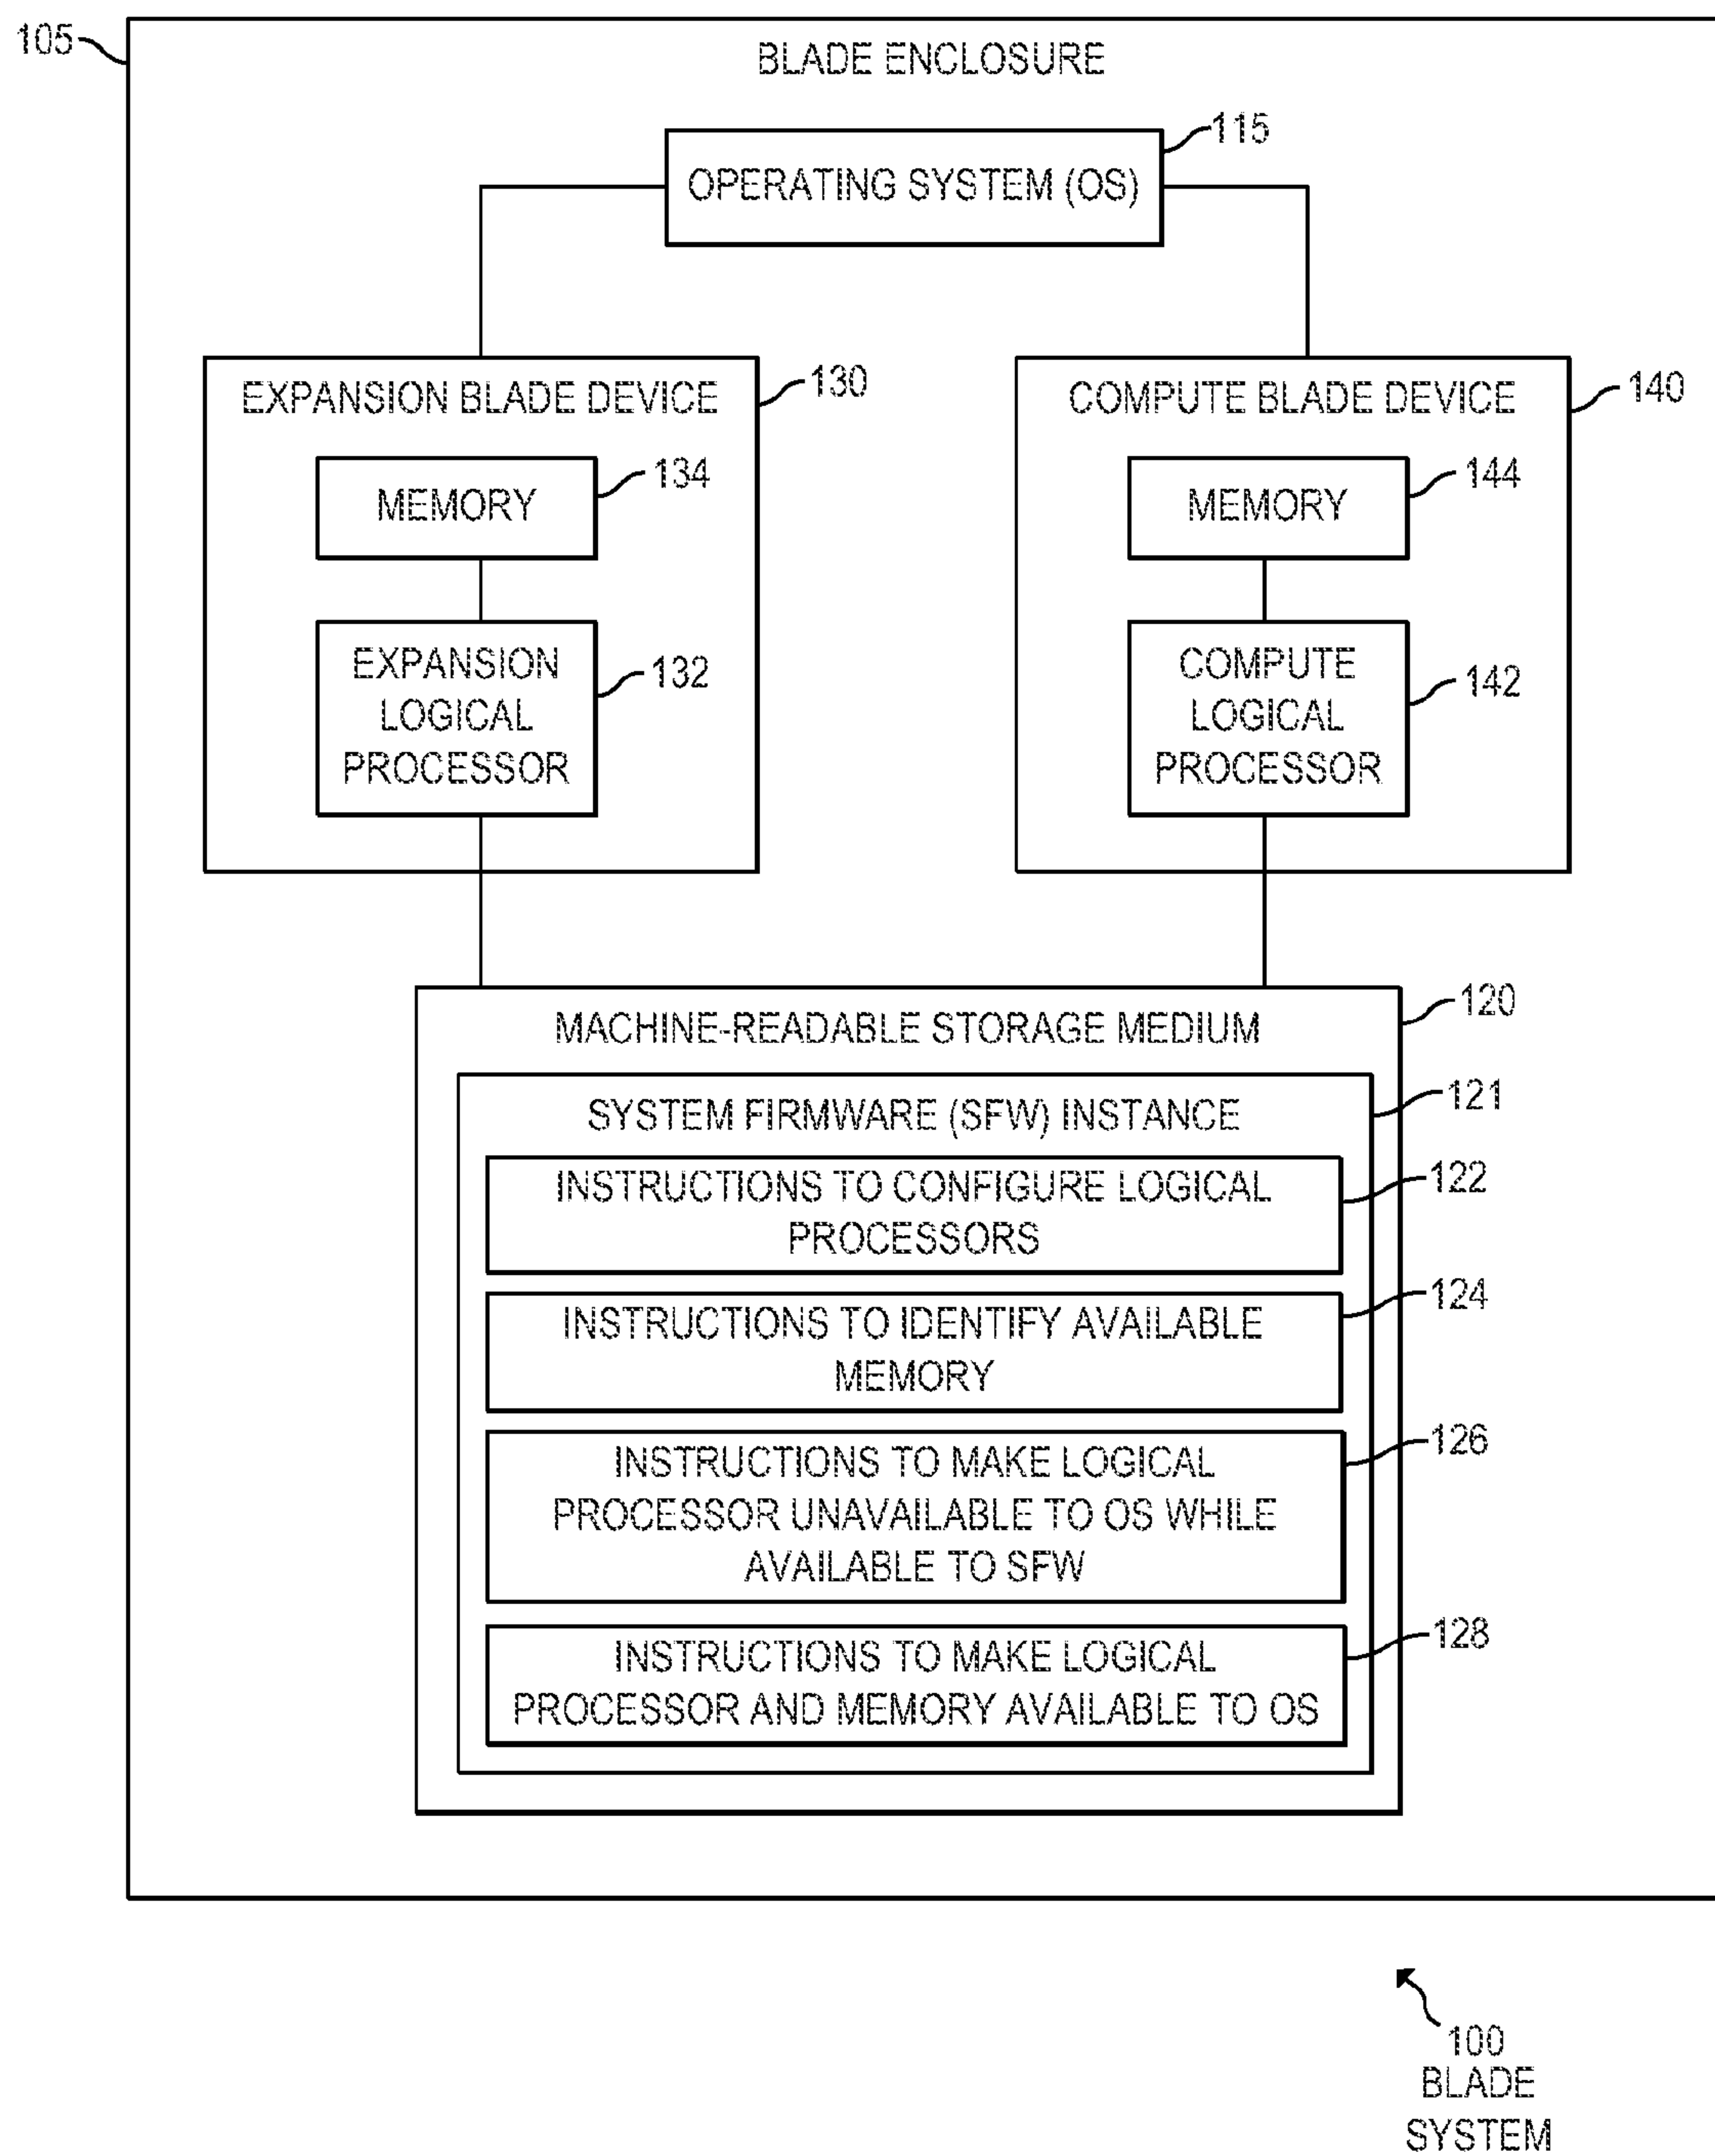 105
BLADE ENCLOSURE
115
OPERATING SYSTEM (OS)
EXPANSION BLADE DEVICE
130
MEMORY
134
EXPANSION
LOGICAL
PROCESSOR
132
COMPUTE BLADE DEVICE
140
MEMORY
144
COMPUTE
LOGICAL
PROCESSOR
142
MACHINE-READABLE STORAGE MEDIUM
120
SYSTEM FIRMWARE (SFW) INSTANCE
121
INSTRUCTIONS TO CONFIGURE LOGICAL
PROCESSORS
122
INSTRUCTIONS TO IDENTIFY AVAILABLE
MEMORY
124
INSTRUCTIONS TO MAKE LOGICAL
PROCESSOR UNAVAILABLE TO OS WHILE
AVAILABLE TO SFW
126
INSTRUCTIONS TO MAKE LOGICAL
PROCESSOR AND MEMORY AVAILABLE TO OS
128
100
BLADE
SYSTEM